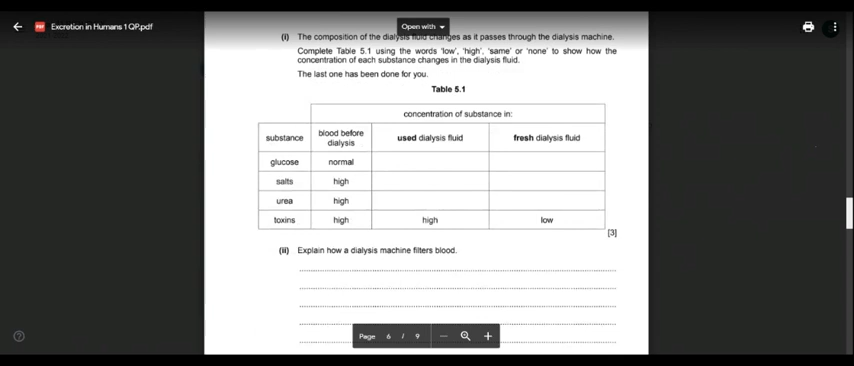 Excretion in Humans 1 QP.pdf
Open with
(i) The composition of the dialysis fluid changes as it passes through the dialysis machine.
Complete Table 5.1 using the words 'low', 'high', 'same' or 'none' to show how the
concentration of each substance changes in the dialysis fluid.
The last one has been done for you.
Table 5.1
concentration of substance in:
substance blood before dialysis used dialysis fluid fresh dialysis fluid
glucose normal
salts high
urea high
toxins high high low
[3]
(ii) Explain how a dialysis machine filters blood.
Page 6 / 9